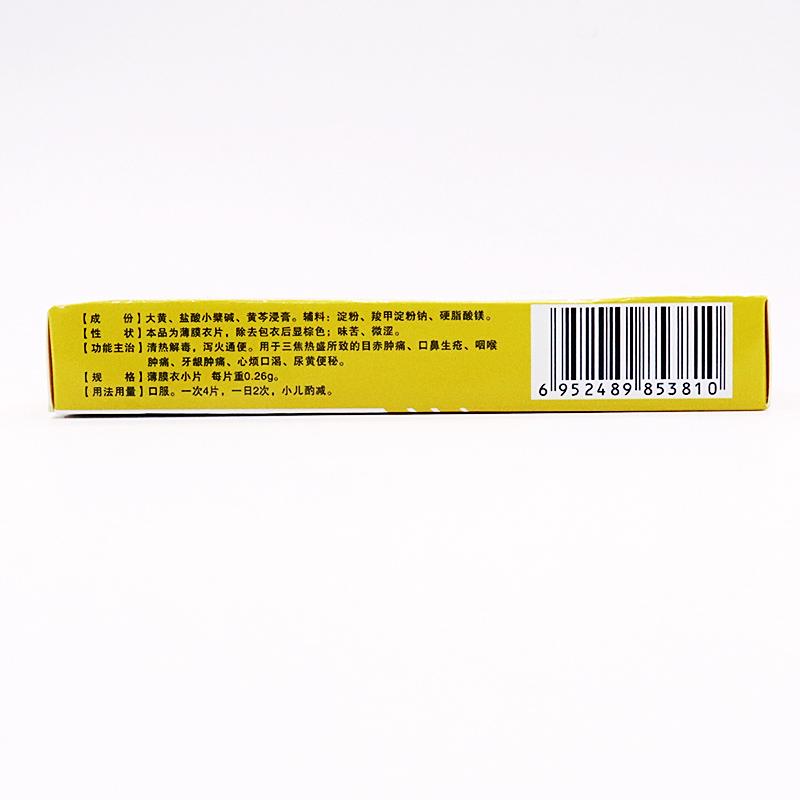 【成　份】大黄、盐酸小檗碱、黄芩浸膏。辅料：淀粉、羧甲淀粉钠、硬脂酸镁。
【性　状】本品为薄膜衣片，除去包衣后显棕色；味苦、微涩。
【功能主治】清热解毒，泻火通便。用于三焦热盛所致的目赤肿痛、口鼻生疮、咽喉
肿痛、牙龈肿痛、心烦口渴、尿黄便秘。
【规　格】薄膜衣小片　每片重0.26g。
【用法用量】口服。一次4片，一日2次，小儿酌减。
6 952489 853810